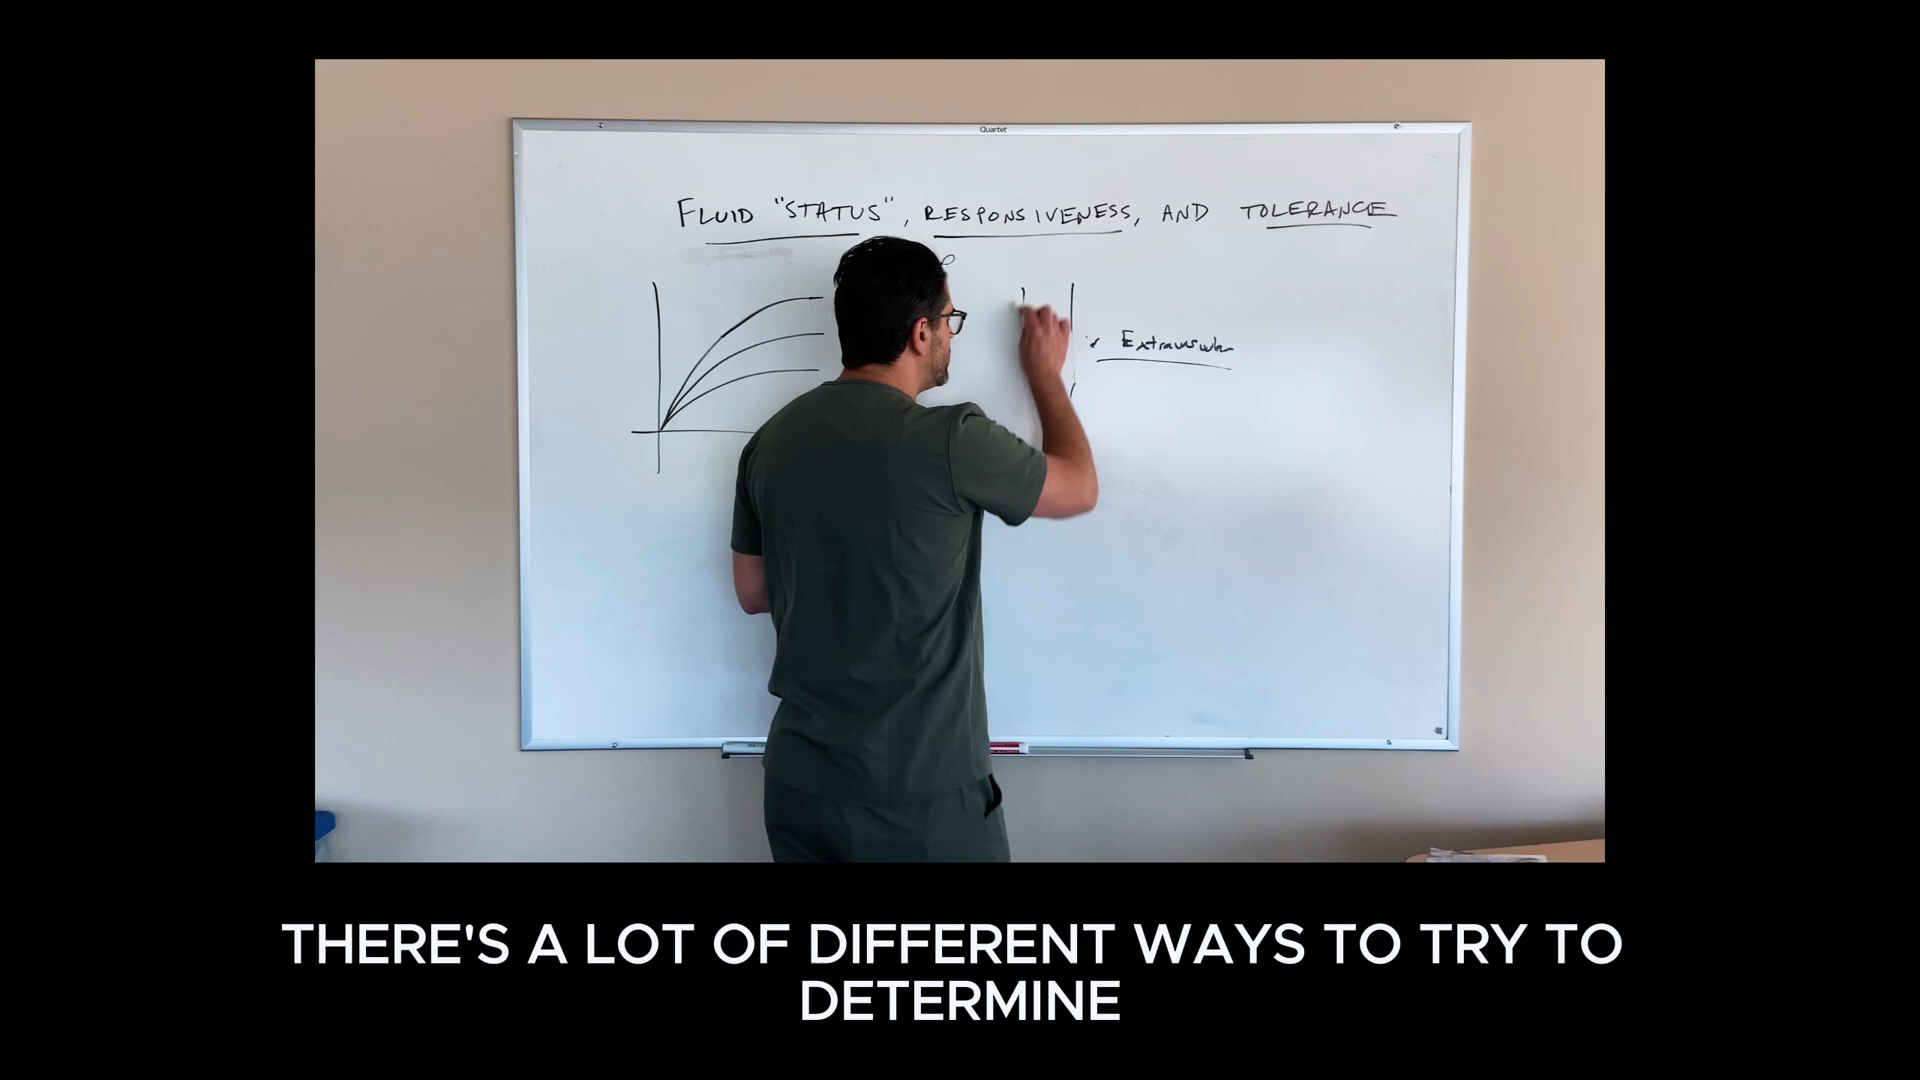 Quartet
FLUID "STATUS", RESPONSIVENESS, AND TOLERANCE
Extravascular
THERE'S A LOT OF DIFFERENT WAYS TO TRY TO
DETERMINE